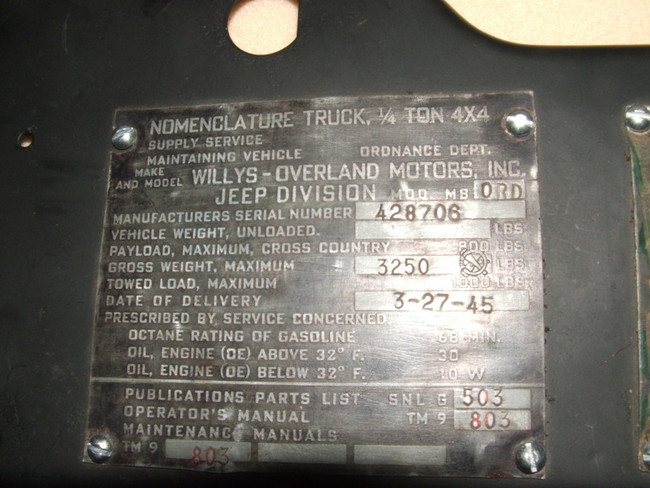 NOMENCLATURE TRUCK, ¼ TON 4X4
SUPPLY SERVICE
MAINTAINING VEHICLE ORDNANCE DEPT.
MAKE AND MODEL WILLYS-OVERLAND MOTORS, INC.
JEEP DIVISION MOD. MB ORD
MANUFACTURERS SERIAL NUMBER 428706
VEHICLE WEIGHT, UNLOADED. LBS.
PAYLOAD, MAXIMUM, CROSS COUNTRY 800 LBS.
GROSS WEIGHT, MAXIMUM 3250 LBS.
TOWED LOAD, MAXIMUM 1000 LBS.
DATE OF DELIVERY 3-27-45
PRESCRIBED BY SERVICE CONCERNED:
OCTANE RATING OF GASOLINE 68 MIN.
OIL, ENGINE (OE) ABOVE 32° F. 30
OIL, ENGINE (OE) BELOW 32° F. 10 W
PUBLICATIONS PARTS LIST SNL G 503
OPERATOR'S MANUAL TM 9 803
MAINTENANCE MANUALS
TM 9 803